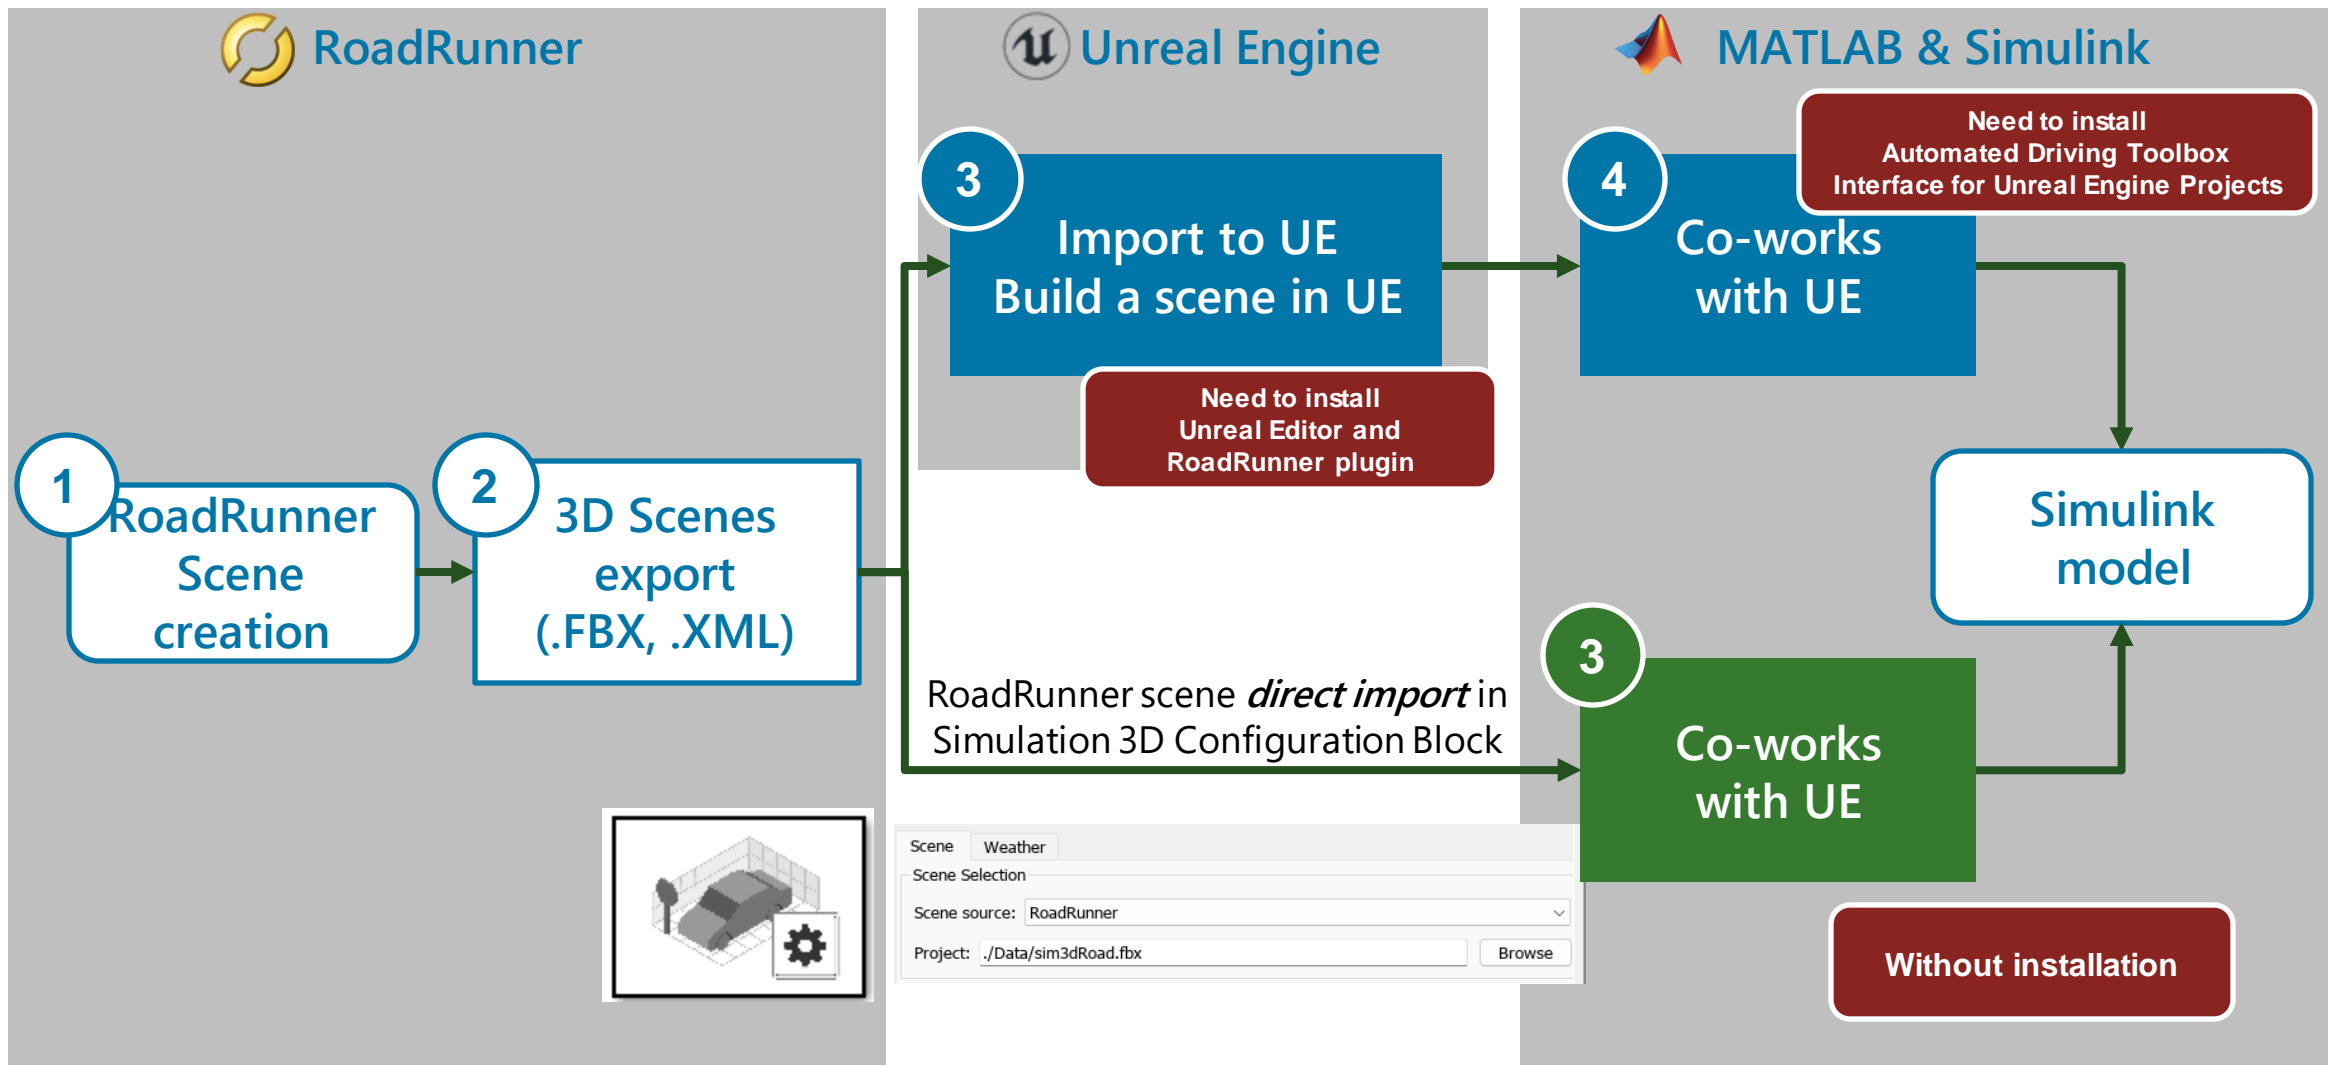 RoadRunner
Unreal Engine
MATLAB & Simulink
1
RoadRunner
Scene
creation
2
3D Scenes
export
(.FBX, .XML)
3
Import to UE
Build a scene in UE
Need to install
Unreal Editor and
RoadRunner plugin
4
Co-works
with UE
Need to install
Automated Driving Toolbox
Interface for Unreal Engine Projects
Simulink
model
RoadRunner scene direct import in
Simulation 3D Configuration Block
3
Co-works
with UE
Without installation
Scene Weather
Scene Selection
Scene source: RoadRunner
Project: ./Data/sim3dRoad.fbx Browse